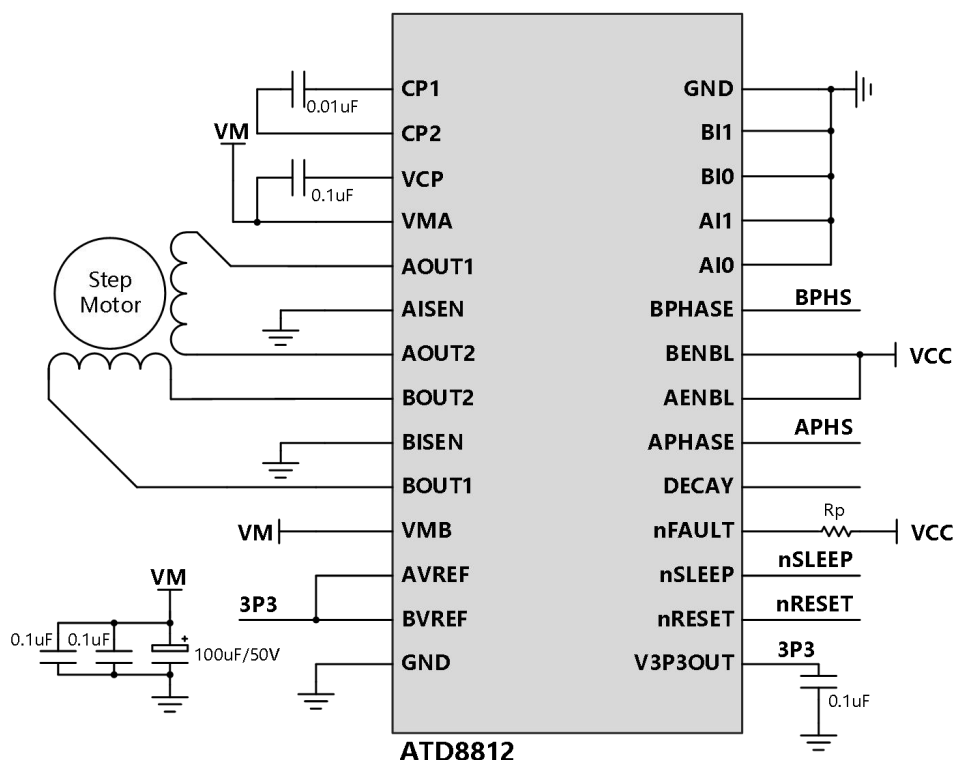 CP1
GND
0.01uF
CP2
BI1
VM
VCP
BI0
0.1uF
VMA
AI1
AOUT1
AI0
Step
Motor
AISEN
BPHASE
BPHS
AOUT2
BENBL
VCC
BOUT2
AENBL
BISEN
APHASE
APHS
BOUT1
DECAY
VM
VMB
nFAULT
Rp
VCC
AVREF
nSLEEP
nSLEEP
VM
3P3
BVREF
nRESET
nRESET
0.1uF
0.1uF
+
100uF/50V
GND
V3P3OUT
3P3
0.1uF
ATD8812